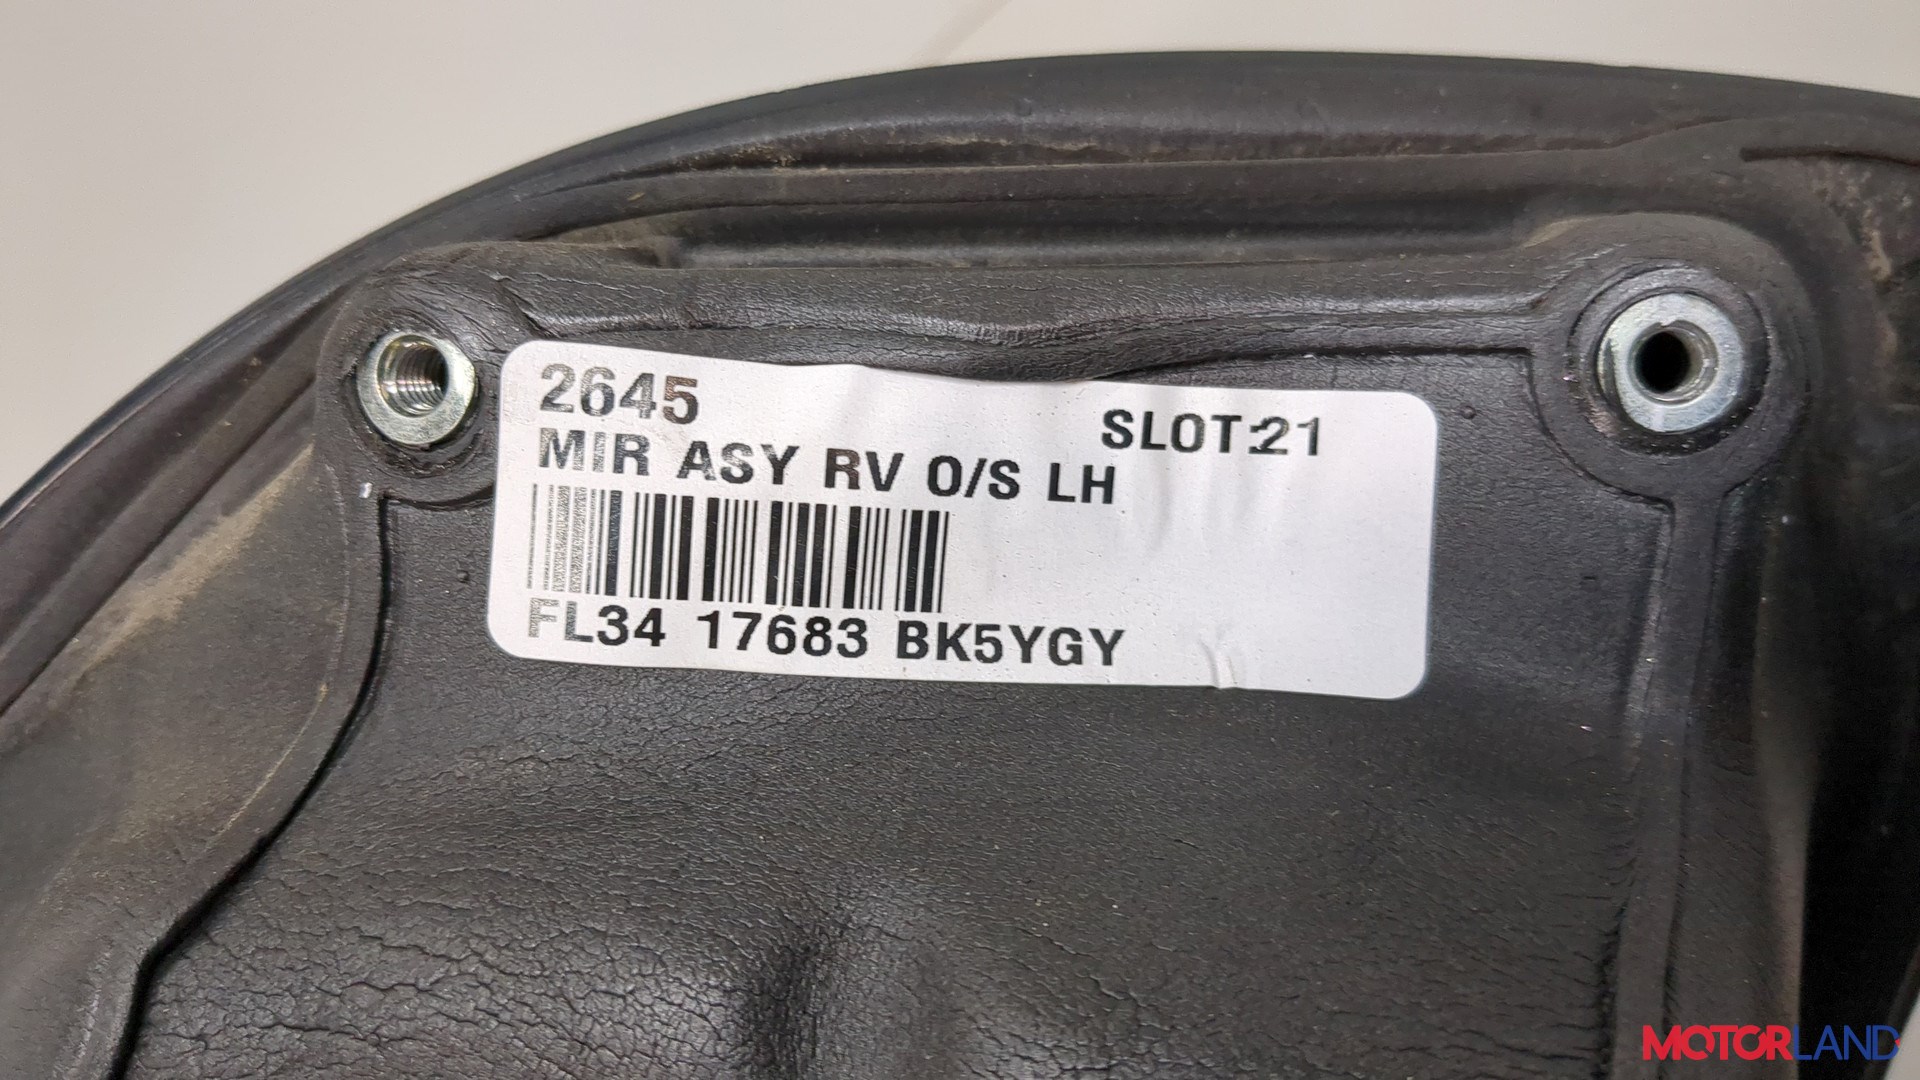 2645
SLOT:21
MIR ASY RV O/S LH
FL34 17683 BK5YGY
MOTORLAND